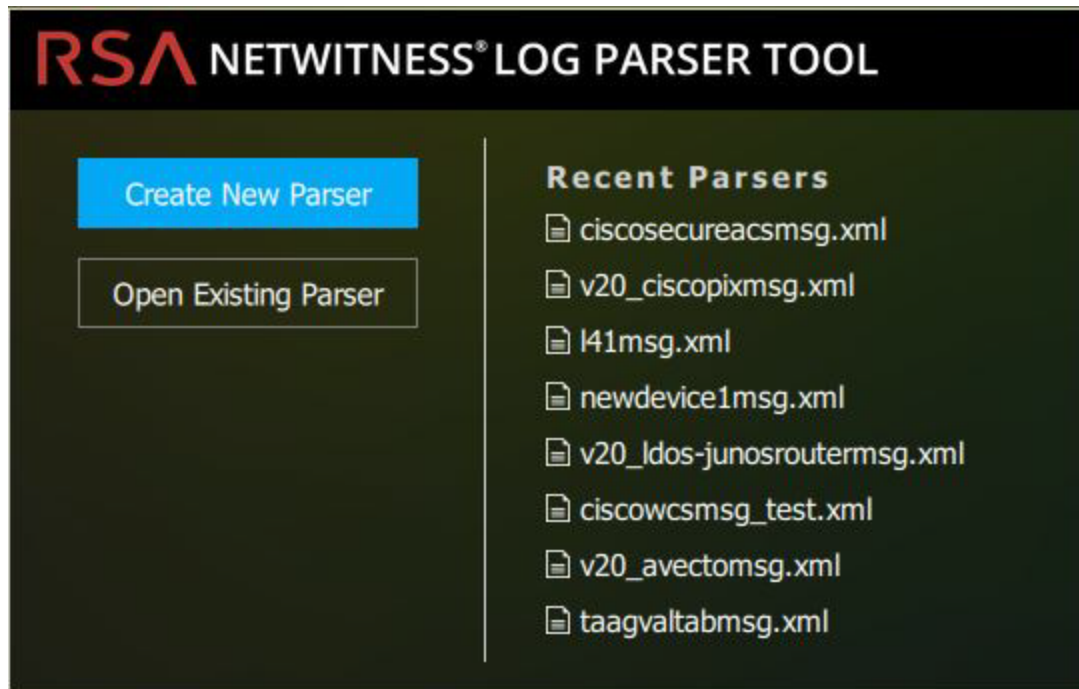 RSA NETWITNESS® LOG PARSER TOOL
Create New Parser
Open Existing Parser
Recent Parsers
ciscosecureacsmsg.xml
v20_ciscopixmsg.xml
l41msg.xml
newdevice1msg.xml
v20_ldos-junosroutermsg.xml
ciscowcsmsg_test.xml
v20_avectomsg.xml
taagvaltabmsg.xml